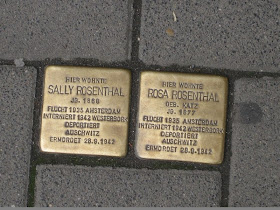 HIER WOHNTE
SALLY ROSENTHAL
JG. 1868
FLUCHT 1935 AMSTERDAM
INTERNIERT 1942 WESTERBORK
DEPORTIERT
AUSCHWITZ
ERMORDET 28.9.1942
HIER WOHNTE
ROSA ROSENTHAL
GEB. KATZ
JG. 1877
FLUCHT 1935 AMSTERDAM
INTERNIERT 1942 WESTERBORK
DEPORTIERT
AUSCHWITZ
ERMORDET 28.9.1942